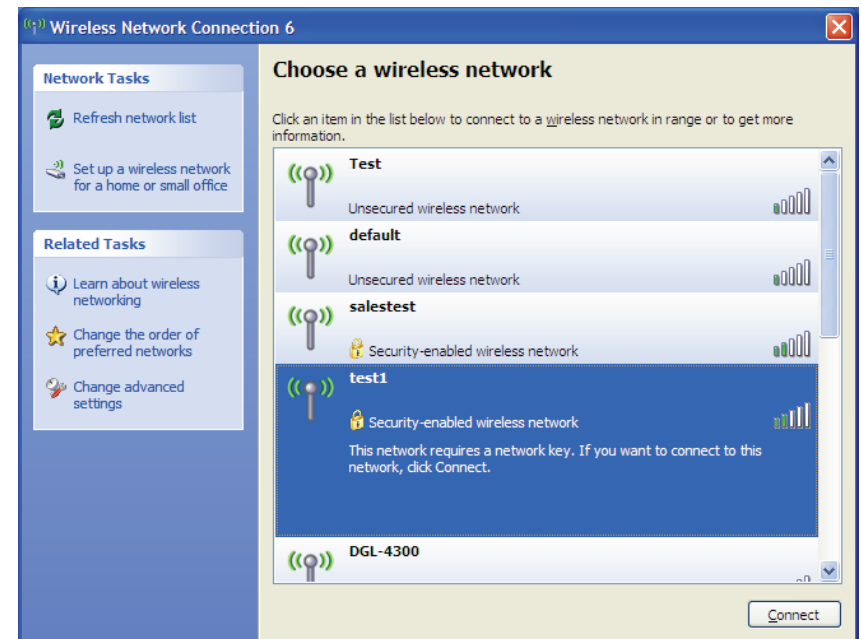 Wireless Network Connection 6
Network Tasks
Refresh network list
Set up a wireless network
for a home or small office
Related Tasks
Learn about wireless
networking
Change the order of
preferred networks
Change advanced
settings
Choose a wireless network
Click an item in the list below to connect to a wireless network in range or to get more
information.
Test
Unsecured wireless network
default
Unsecured wireless network
salestest
Security-enabled wireless network
test1
Security-enabled wireless network
This network requires a network key. If you want to connect to this
network, click Connect.
DGL-4300
Connect